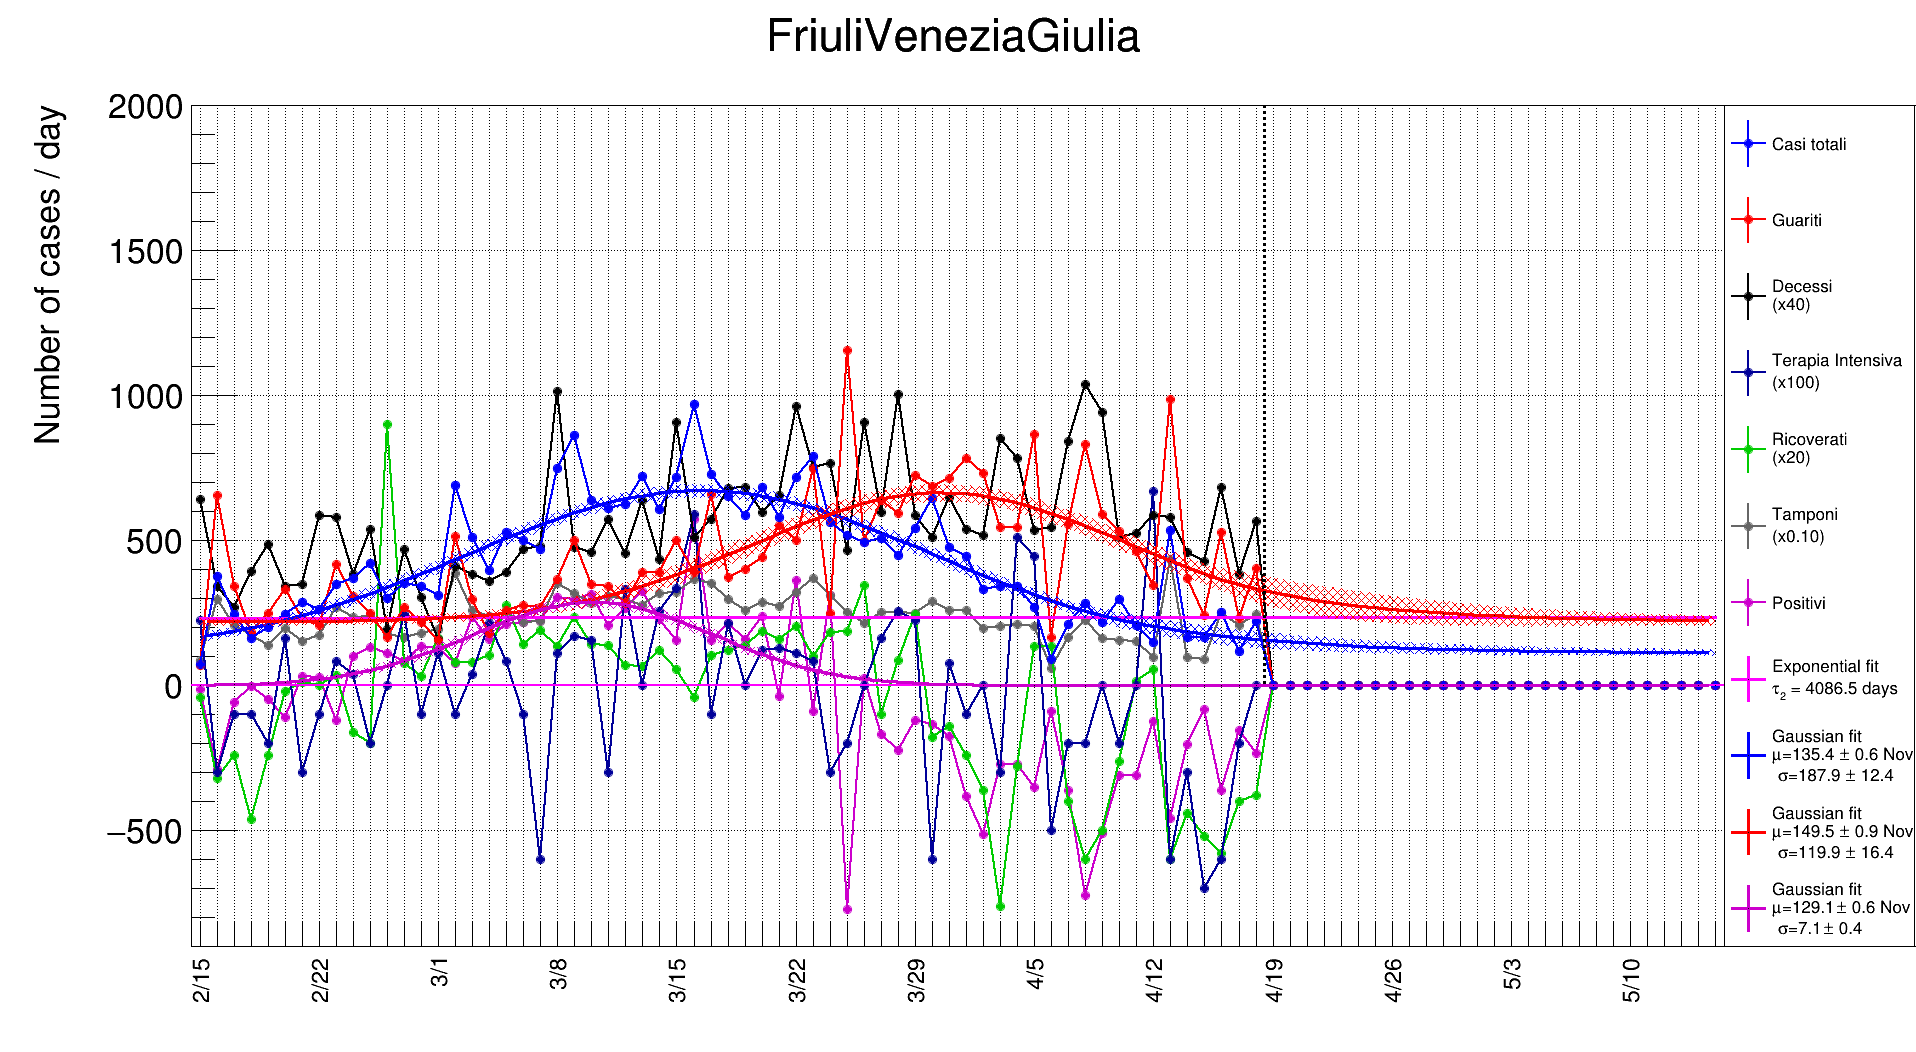 FriuliVeneziaGiulia
Number of cases / day
2000
1500
1000
500
0
−500
2/15
2/22
3/1
3/8
3/15
3/22
3/29
4/5
4/12
4/19
4/26
5/3
5/10
Casi totali
Guariti
Decessi
(x40)
Terapia Intensiva
(x100)
Ricoverati
(x20)
Tamponi
(x0.10)
Positivi
Exponential fit
τ2 = 4086.5 days
Gaussian fit
μ=135.4 ± 0.6 Nov
σ=187.9 ± 12.4
Gaussian fit
μ=149.5 ± 0.9 Nov
σ=119.9 ± 16.4
Gaussian fit
μ=129.1 ± 0.6 Nov
σ=7.1 ± 0.4